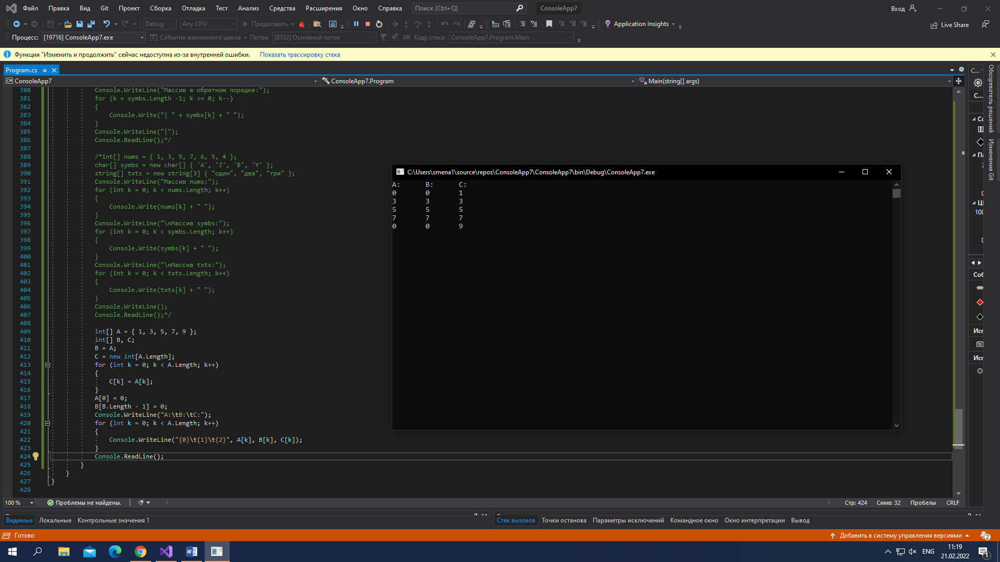 Файл Правка Вид Git Проект Сборка Отладка Тест Анализ Средства Расширения Окно Справка Поиск (Ctrl+Q) ConsoleApp7 Вход
Debug Any CPU Продолжить Application Insights Live Share
Процесс: [19716] ConsoleApp7.exe События жизненного цикла Поток: [8532] Основной поток Кадр стека: ConsoleApp7.Program.Main
Функция "Изменить и продолжить" сейчас недоступна из-за внутренней ошибки. Показать трассировку стека
Program.cs
ConsoleApp7 ConsoleApp7.Program Main(string[] args)
380 Console.WriteLine("Массив в обратном порядке:");
381 for (k = symbs.Length -1; k >= 0; k--)
382 {
383 Console.Write("| " + symbs[k] + " ");
384 }
385 Console.WriteLine("|");
386 Console.ReadLine();*/
387
388 /*int[] nums = { 1, 3, 5, 7, 6, 5, 4 };
389 char[] symbs = new char[] { 'A', 'Z', 'B', 'Y' };
390 string[] txts = new string[3] { "один", "два", "три" };
391 Console.WriteLine("Массив nums:");
392 for (int k = 0; k < nums.Length; k++)
393 {
394 Console.Write(nums[k] + " ");
395 }
396 Console.WriteLine("\nМассив symbs:");
397 for (int k = 0; k < symbs.Length; k++)
398 {
399 Console.Write(symbs[k] + " ");
400 }
401 Console.WriteLine("\nМассив txts:");
402 for (int k = 0; k < txts.Length; k++)
403 {
404 Console.Write(txts[k] + " ");
405 }
406 Console.WriteLine();
407 Console.ReadLine();*/
408
409 int[] A = { 1, 3, 5, 7, 9 };
410 int[] B, C;
411 B = A;
412 C = new int[A.Length];
413 for (int k = 0; k < A.Length; k++)
414 {
415 C[k] = A[k];
416 }
417 A[0] = 0;
418 B[B.Length - 1] = 0;
419 Console.WriteLine("A:\tB:\tC:");
420 for (int k = 0; k < A.Length; k++)
421 {
422 Console.WriteLine("{0}\t{1}\t{2}", A[k], B[k], C[k]);
423 }
424 Console.ReadLine();
425 }
426 }
427 }
428
C:\Users\smena1\source\repos\ConsoleApp7\ConsoleApp7\bin\Debug\ConsoleApp7.exe
A: B: C:
0 0 1
3 3 3
5 5 5
7 7 7
0 0 9
С...
С...
100
Соб
Исп
Исп
Обозреватель решений
Изменения Git
100 % Проблемы не найдены. Стр: 424 Симв: 32 Пробелы CRLF
Видимые Локальные Контрольные значения 1 Стек вызовов Точки останова Параметры исключений Командное окно Окно интерпретации Вывод
Готово Добавить в систему управления версиями 2
ENG 11:19
21.02.2022 1